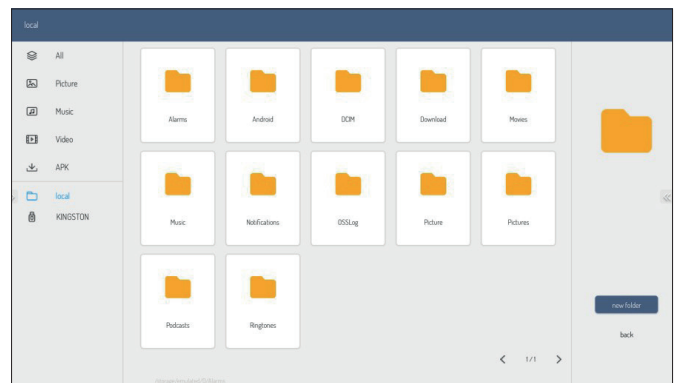 local
All
Picture
Music
Video
APK
local
KINGSTON
Alarms
Android
DCIM
Download
Movies
Music
Notifications
OSSLog
Picture
Pictures
Podcasts
Ringtones
new folder
back
1/1